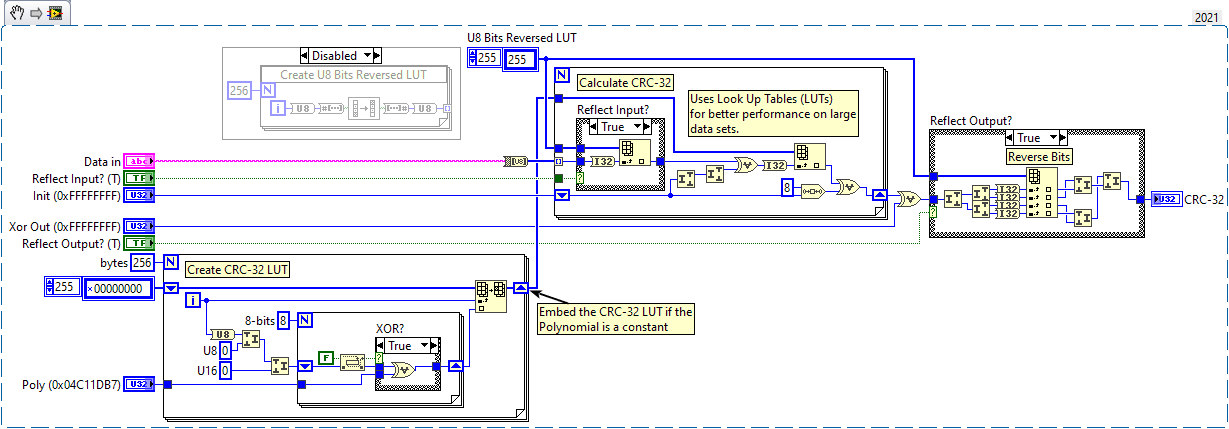 2021
U8 Bits Reversed LUT
255
255
Disabled
Create U8 Bits Reversed LUT
256
N
i
U8
#[···]
[···]#
U8
N
Calculate CRC-32
Reflect Input?
True
Uses Look Up Tables (LUTs)
for better performance on large
data sets.
Reflect Output?
True
Reverse Bits
Data in
abc
[U8]
I32
I32
I32
I32
I32
I32
Reflect Input? (T)
TF
?
Init (0xFFFFFFFF)
U32
8
U32
CRC-32
Xor Out (0xFFFFFFFF)
U32
Reflect Output? (T)
TF
?
bytes
256
N
Create CRC-32 LUT
255
×00000000
i
Embed the CRC-32 LUT if the
Polynomial is a constant
8-bits
8
N
XOR?
True
U8
U8
0
F
?
U16
0
Poly (0x04C11DB7)
U32